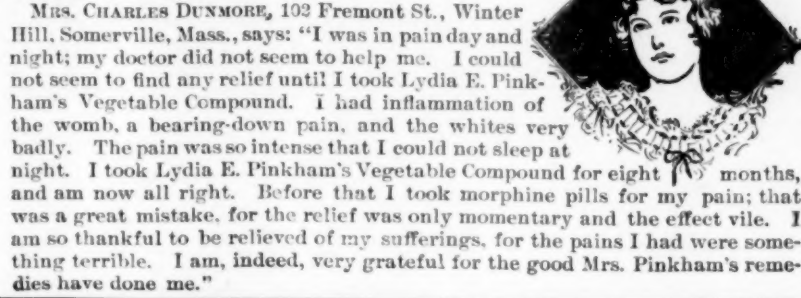 MRS. CHARLES DUNMORE, 102 Fremont St., Winter
Hill, Somerville, Mass., says: "I was in pain day and
night; my doctor did not seem to help me. I could
not seem to find any relief until I took Lydia E. Pink-
ham's Vegetable Compound. I had inflammation of
the womb, a bearing-down pain, and the whites very
badly. The pain was so intense that I could not sleep at
night. I took Lydia E. Pinkham's Vegetable Compound for eight months,
and am now all right. Before that I took morphine pills for my pain; that
was a great mistake, for the relief was only momentary and the effect vile. I
am so thankful to be relieved of my sufferings, for the pains I had were some-
thing terrible. I am, indeed, very grateful for the good Mrs. Pinkham's reme-
dies have done me."